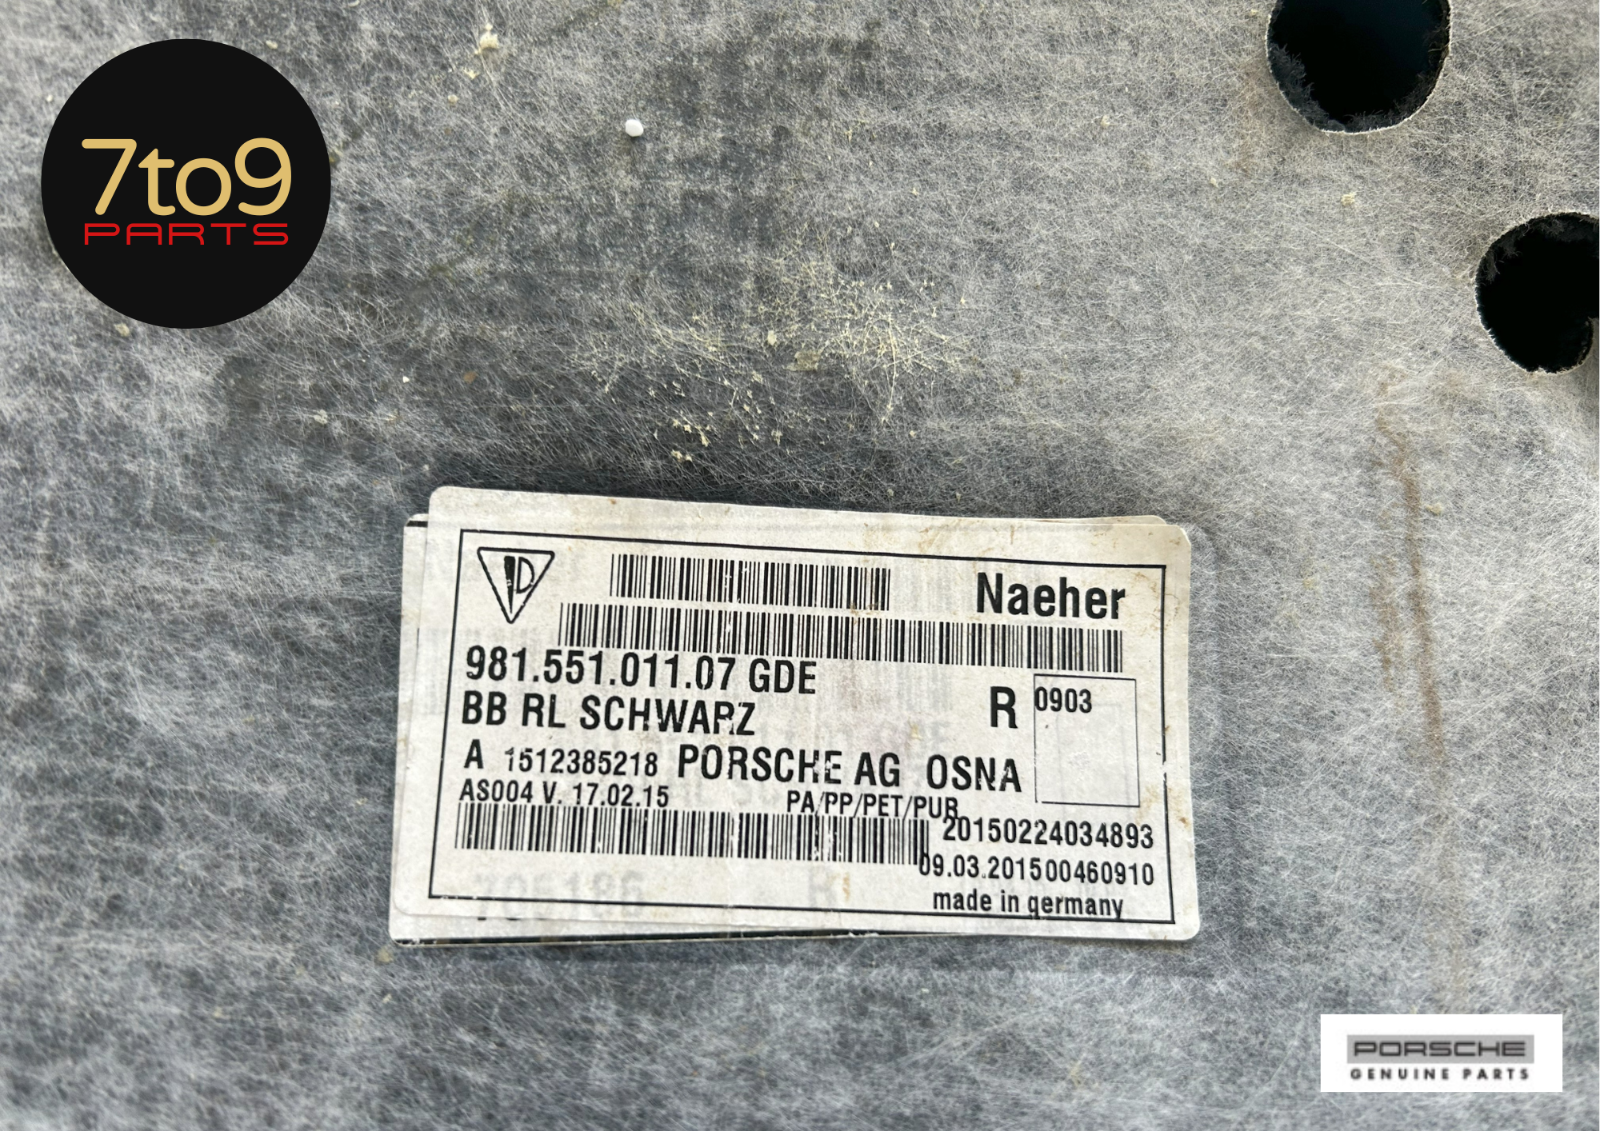 7to9
PARTS
Naeher
981.551.011.07 GDE
BB RL SCHWARZ
R 0903
A 1512385218 PORSCHE AG OSNA
AS004 V. 17.02.15 PA/PP/PET/PUR
20150224034893
09.03.201500460910
made in germany
PORSCHE
GENUINE PARTS